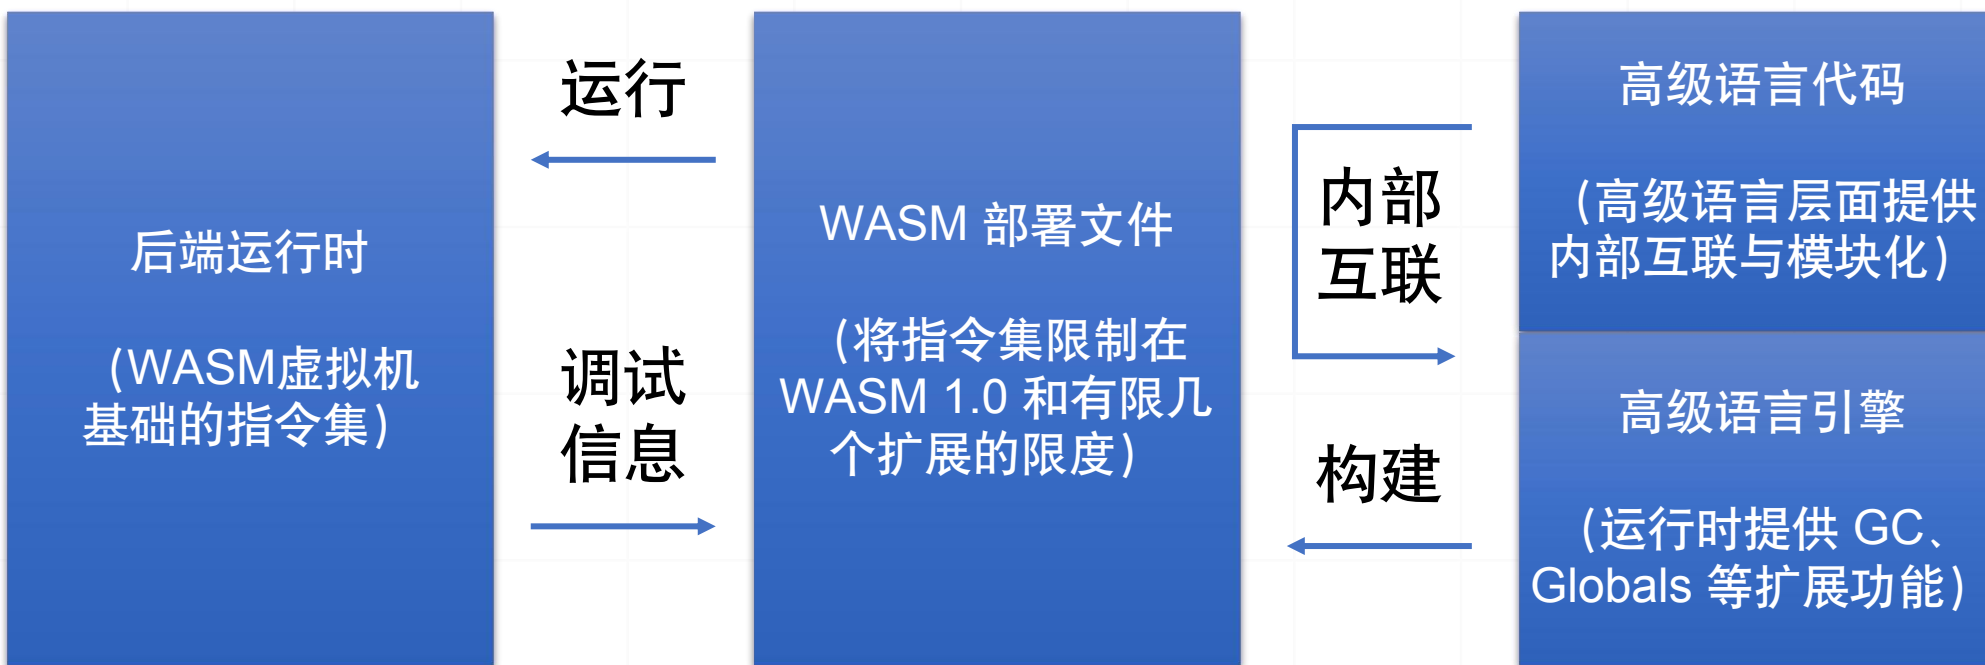 后端运行时
（WASM虚拟机
基础的指令集）
运行
调试
信息
WASM 部署文件
（将指令集限制在
WASM 1.0 和有限几
个扩展的限度）
内部
互联
构建
高级语言代码
（高级语言层面提供
内部互联与模块化）
高级语言引擎
（运行时提供 GC、
Globals 等扩展功能）